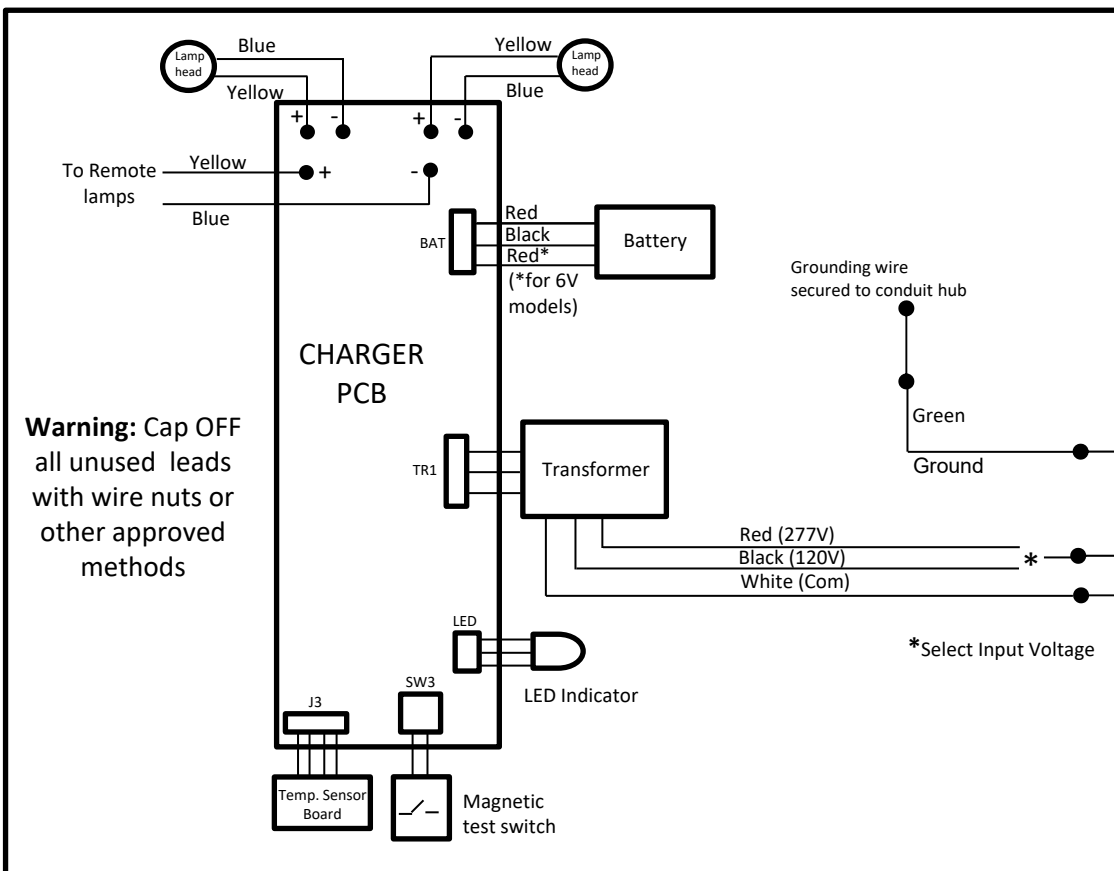 Blue
Yellow
Lamp
head
Lamp
head
Yellow
Blue
+ -
+ -
To Remote
lamps
Yellow
+
-
Blue
BAT
Red
Black
Red*
(*for 6V
models)
Battery
Grounding wire
secured to conduit hub
CHARGER
PCB
Warning: Cap OFF
all unused leads
with wire nuts or
other approved
methods
Green
Ground
TR1
Transformer
Red (277V)
Black (120V)
White (Com)
*
*Select Input Voltage
LED
LED Indicator
SW3
J3
Temp. Sensor
Board
Magnetic
test switch